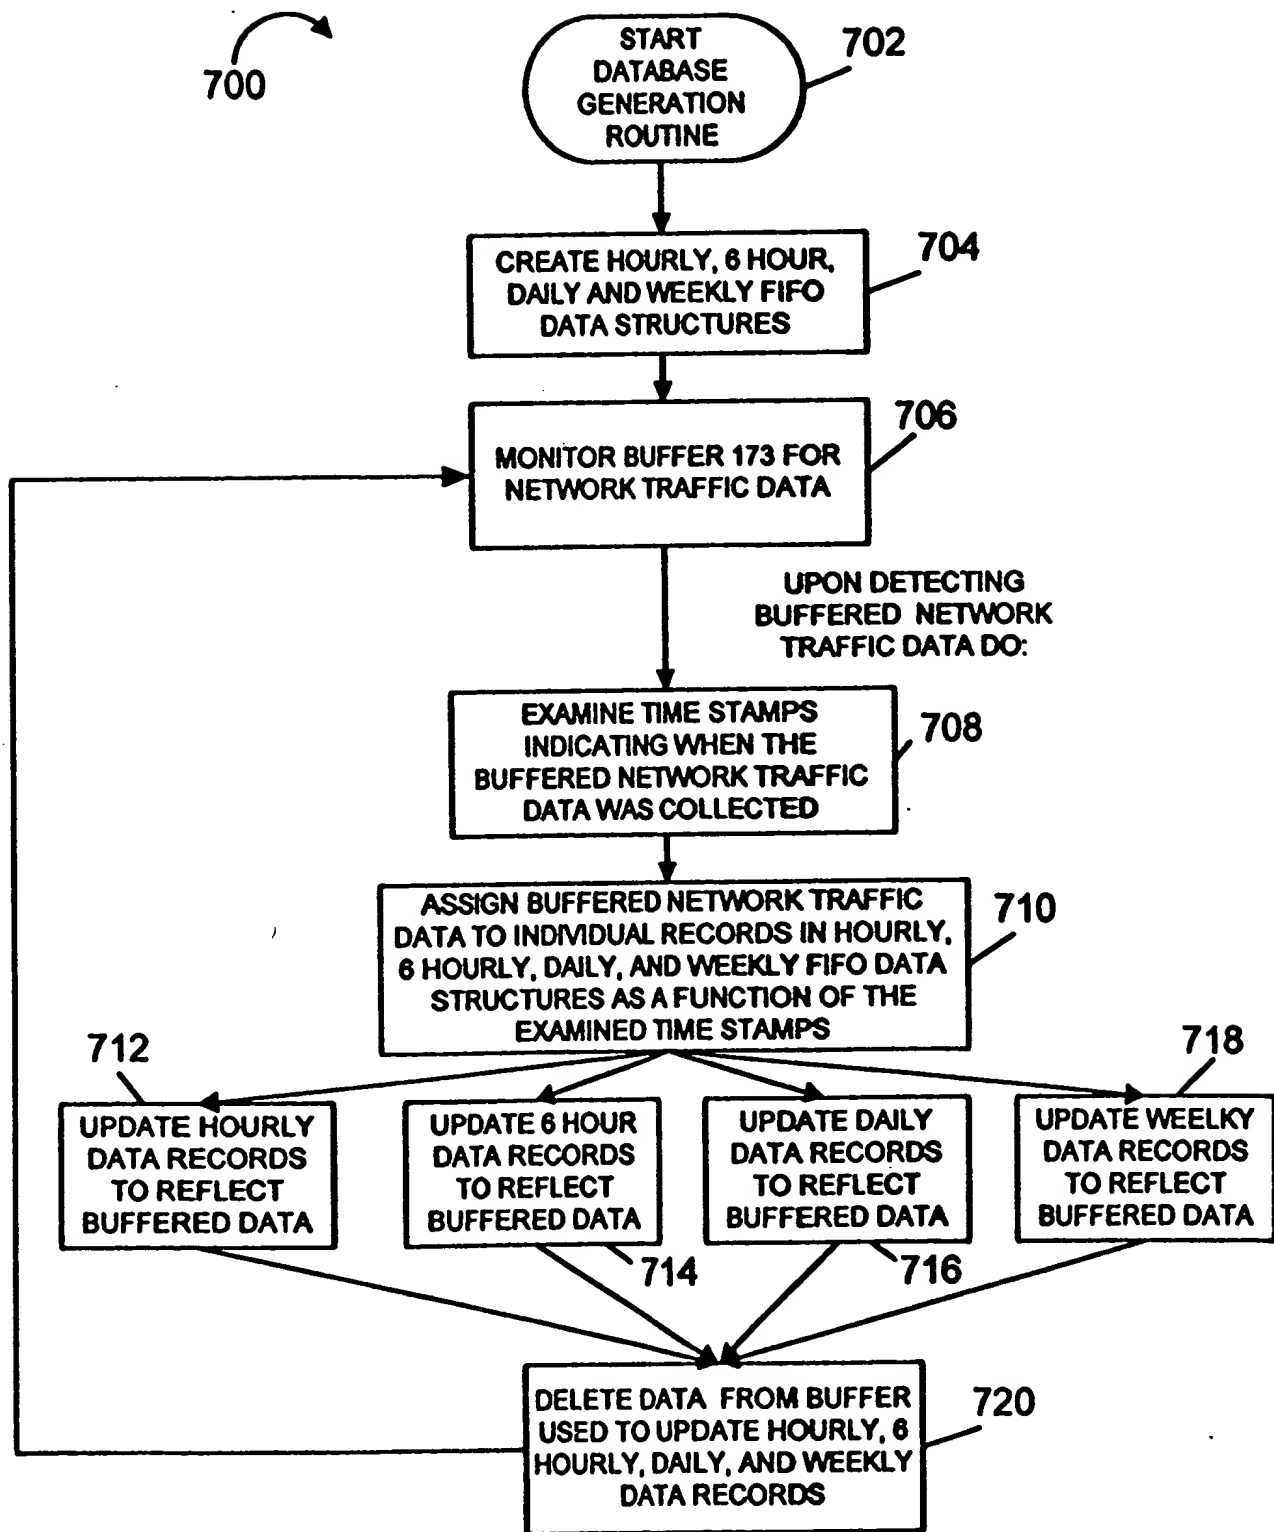 700
START
DATABASE
GENERATION
ROUTINE
702
CREATE HOURLY, 6 HOUR,
DAILY AND WEEKLY FIFO
DATA STRUCTURES
704
MONITOR BUFFER 173 FOR
NETWORK TRAFFIC DATA
706
UPON DETECTING
BUFFERED NETWORK
TRAFFIC DATA DO:
EXAMINE TIME STAMPS
INDICATING WHEN THE
BUFFERED NETWORK TRAFFIC
DATA WAS COLLECTED
708
ASSIGN BUFFERED NETWORK TRAFFIC
DATA TO INDIVIDUAL RECORDS IN HOURLY,
6 HOURLY, DAILY, AND WEEKLY FIFO DATA
STRUCTURES AS A FUNCTION OF THE
EXAMINED TIME STAMPS
710
712
UPDATE HOURLY
DATA RECORDS
TO REFLECT
BUFFERED DATA
UPDATE 6 HOUR
DATA RECORDS
TO REFLECT
BUFFERED DATA
714
UPDATE DAILY
DATA RECORDS
TO REFLECT
BUFFERED DATA
716
718
UPDATE WEELKY
DATA RECORDS
TO REFLECT
BUFFERED DATA
DELETE DATA FROM BUFFER
USED TO UPDATE HOURLY, 6
HOURLY, DAILY, AND WEEKLY
DATA RECORDS
720